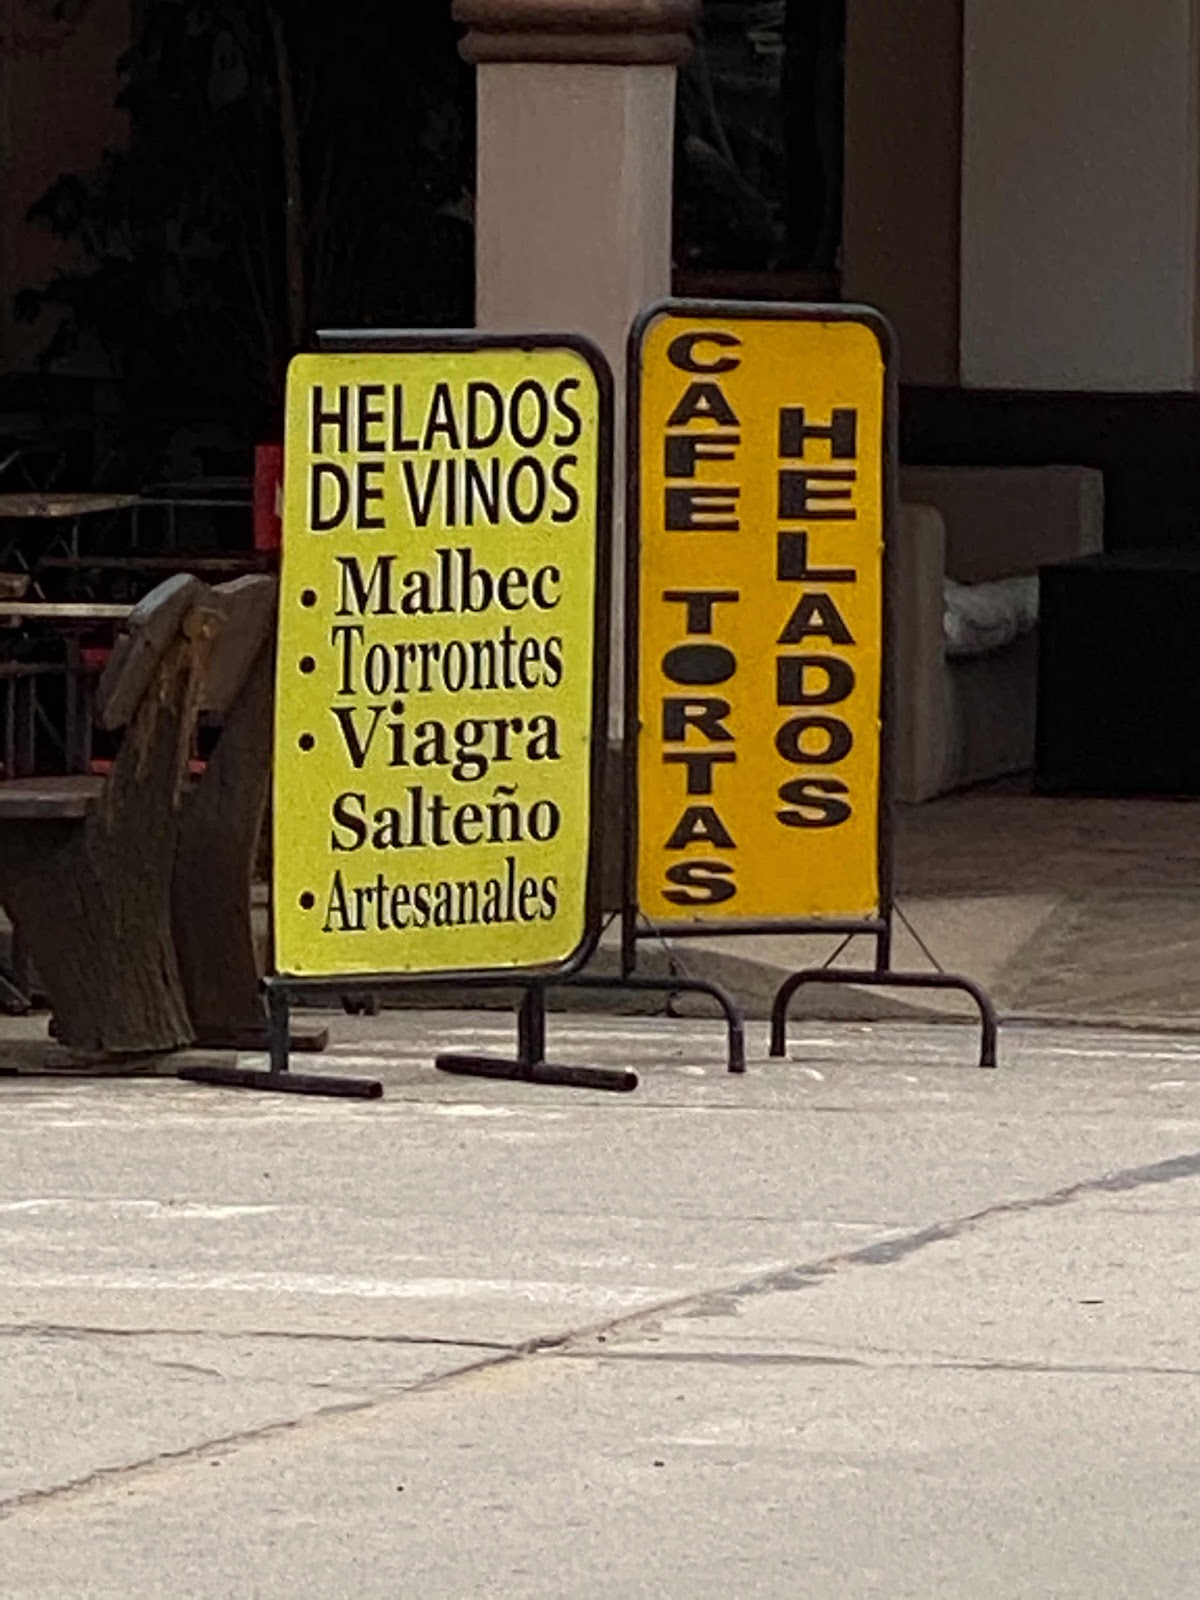 HELADOS
DE VINOS
• Malbec
• Torrontes
• Viagra
Salteño
• Artesanales
CAFE TORTAS
HELADOS